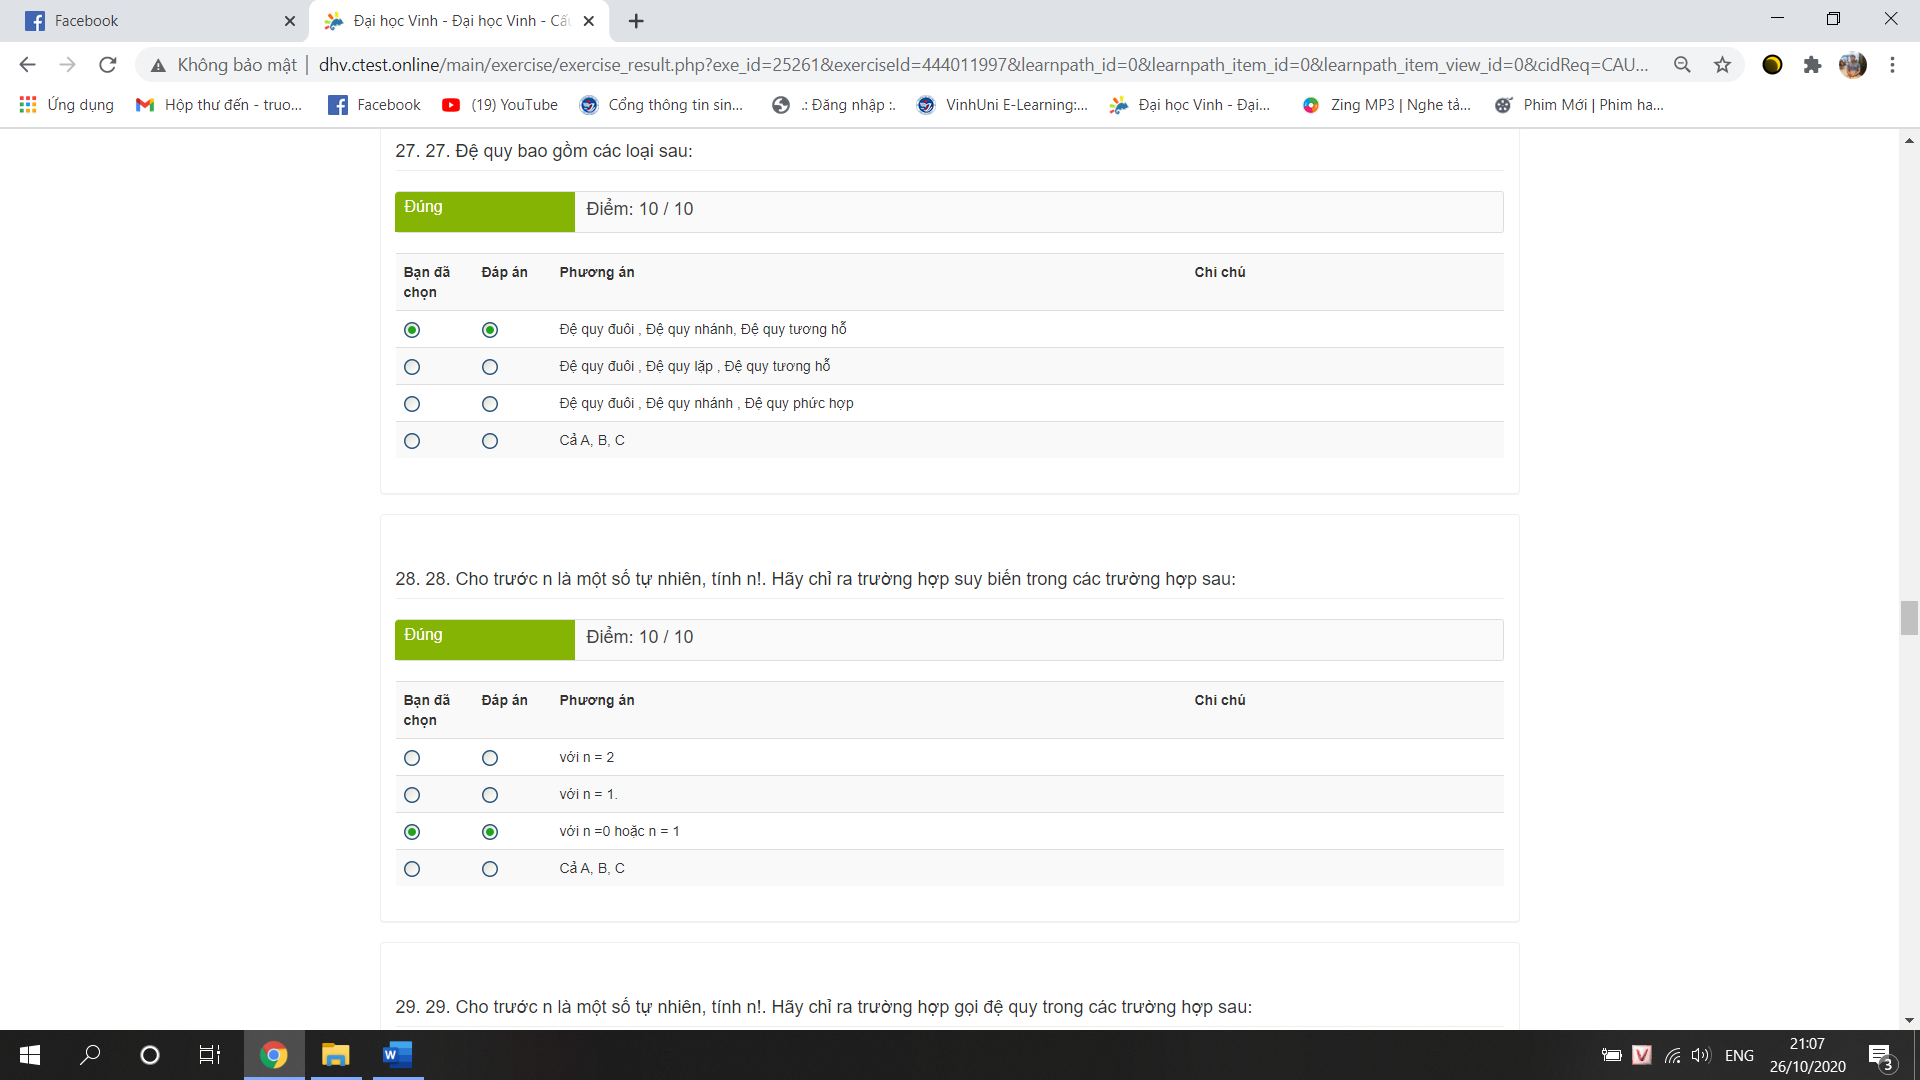 Facebook
Đại học Vinh - Đại học Vinh - Cấu
Không bảo mật
dhv.ctest.online/main/exercise/exercise_result.php?exe_id=25261&exerciseId=444011997&learnpath_id=0&learnpath_item_id=0&learnpath_item_view_id=0&cidReq=CAU...
Ứng dụng
Hộp thư đến - truo...
Facebook
(19) YouTube
Cổng thông tin sin...
.: Đăng nhập :.
VinhUni E-Learning:...
Đại học Vinh - Đại...
Zing MP3 | Nghe tả...
Phim Mới | Phim ha...
27. 27. Đệ quy bao gồm các loại sau:
Đúng
Điểm: 10 / 10
Bạn đã chọn
Đáp án
Phương án
Chi chú
Đệ quy đuôi , Đệ quy nhánh, Đệ quy tương hỗ
Đệ quy đuôi , Đệ quy lặp , Đệ quy tương hỗ
Đệ quy đuôi , Đệ quy nhánh , Đệ quy phức hợp
Cả A, B, C
28. 28. Cho trước n là một số tự nhiên, tính n!. Hãy chỉ ra trường hợp suy biến trong các trường hợp sau:
Đúng
Điểm: 10 / 10
Bạn đã chọn
Đáp án
Phương án
Chi chú
với n = 2
với n = 1.
với n =0 hoặc n = 1
Cả A, B, C
29. 29. Cho trước n là một số tự nhiên, tính n!. Hãy chỉ ra trường hợp gọi đệ quy trong các trường hợp sau:
ENG
21:07
26/10/2020
3